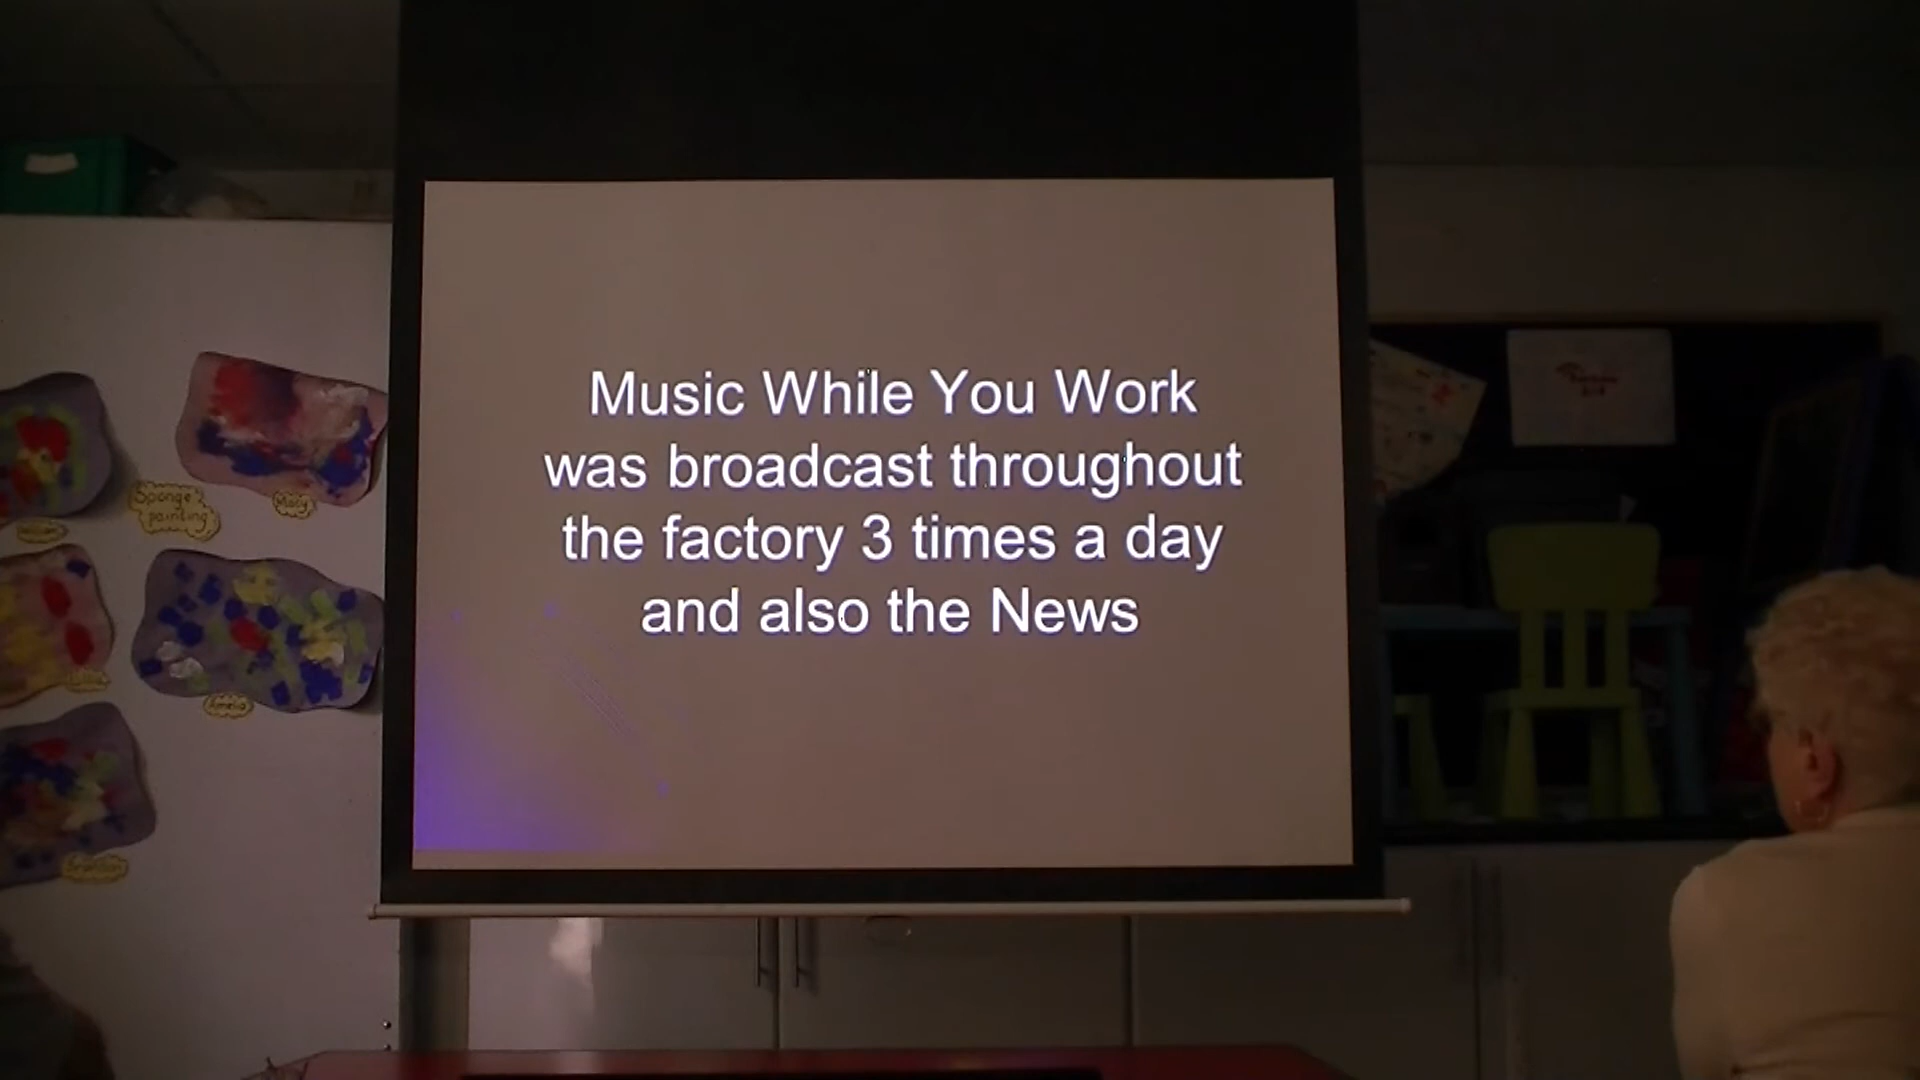 Music While You Work
was broadcast throughout
the factory 3 times a day
and also the News
Sponge
painting
Macy
Amelia